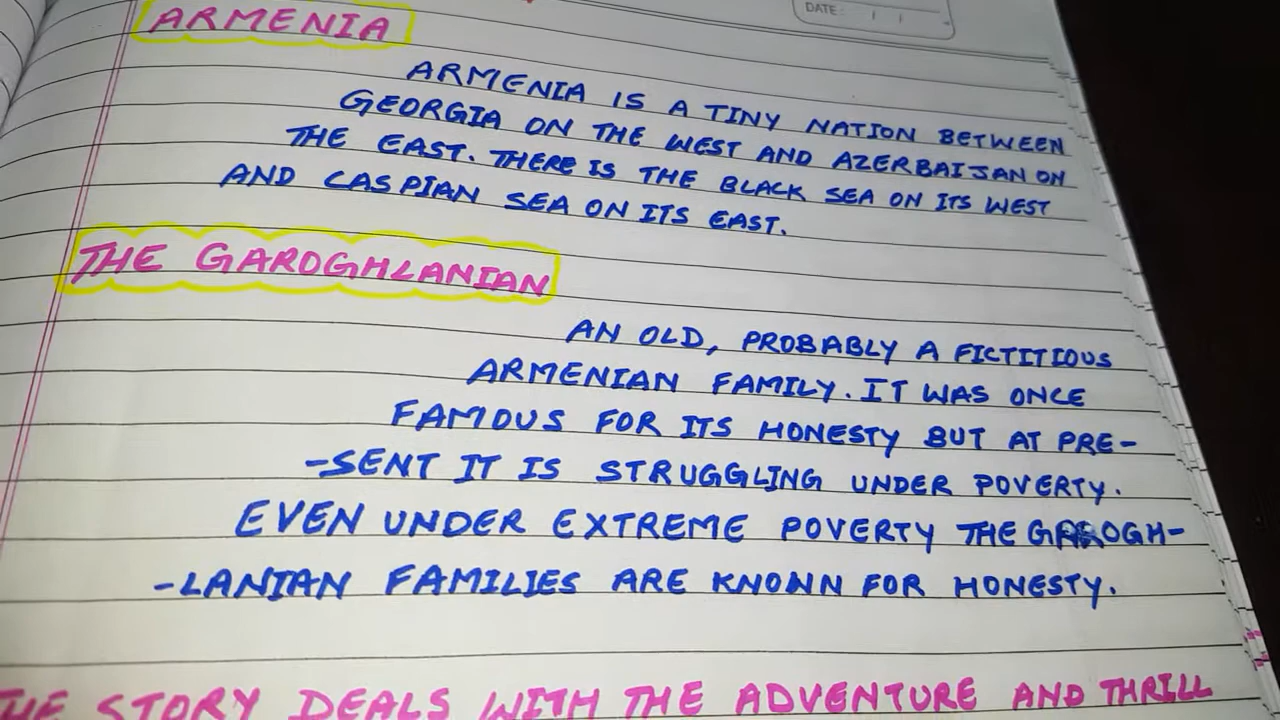 DATE:
ARMENIA
ARMENIA IS A TINY NATION BETWEEN
GEORGIA ON THE WEST AND AZERBAIJAN ON
THE EAST. THERE IS THE BLACK SEA ON ITS WEST
AND CASPIAN SEA ON ITS EAST.
THE GAROGHLANIAN
AN OLD, PROBABLY A FICTITIOUS
ARMENIAN FAMILY. IT WAS ONCE
FAMOUS FOR ITS HONESTY BUT AT PRE-
-SENT IT IS STRUGGLING UNDER POVERTY.
EVEN UNDER EXTREME POVERTY THE GAROGH-
-LANIAN FAMILIES ARE KNOWN FOR HONESTY.
THE STORY DEALS WITH THE ADVENTURE AND THRILL